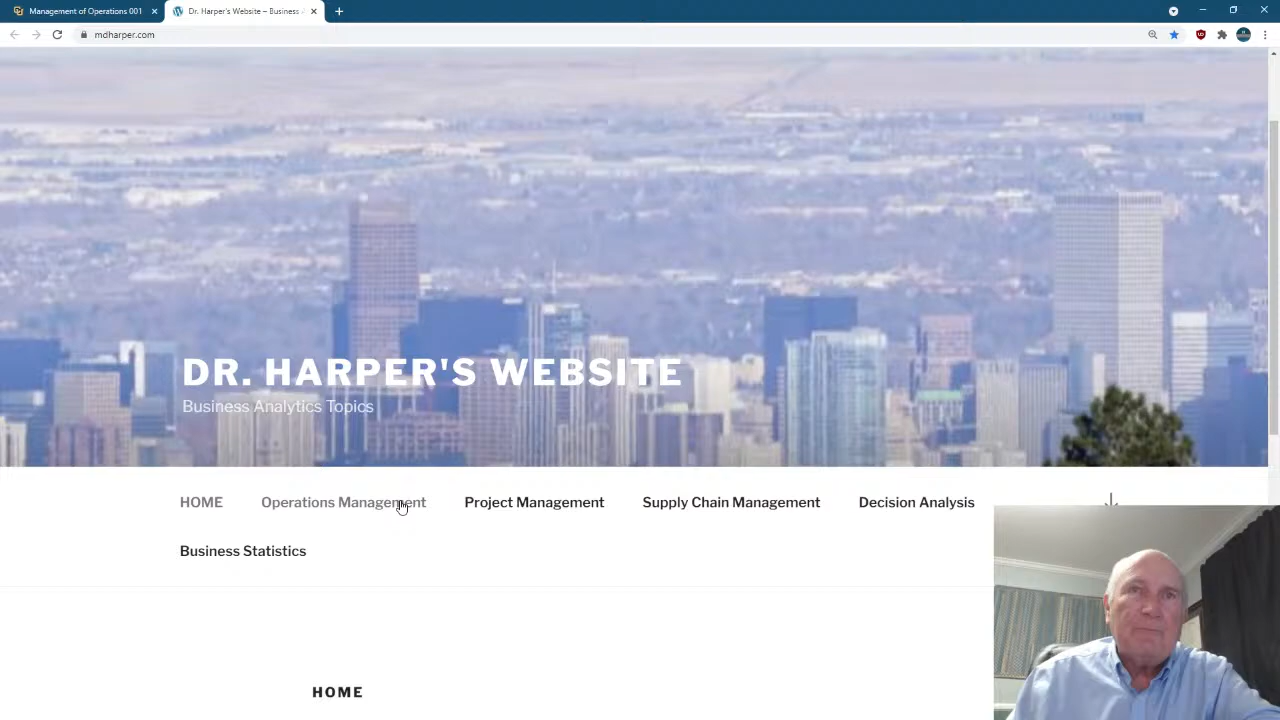 Management of Operations 001
Dr. Harper's Website – Business
mdharper.com
DR. HARPER'S WEBSITE
Business Analytics Topics
HOME Operations Management Project Management Supply Chain Management Decision Analysis
Business Statistics
HOME